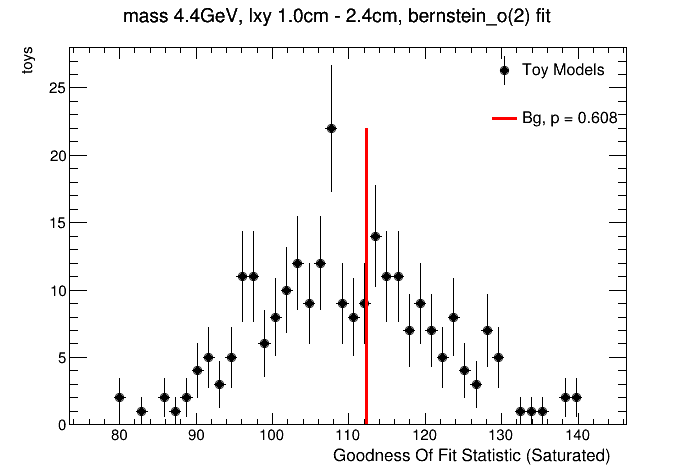 mass 4.4GeV, lxy 1.0cm - 2.4cm, bernstein_o(2) fit
toys
Toy Models
Bg, p = 0.608
25
20
15
10
5
0
80 90 100 110 120 130 140
Goodness Of Fit Statistic (Saturated)